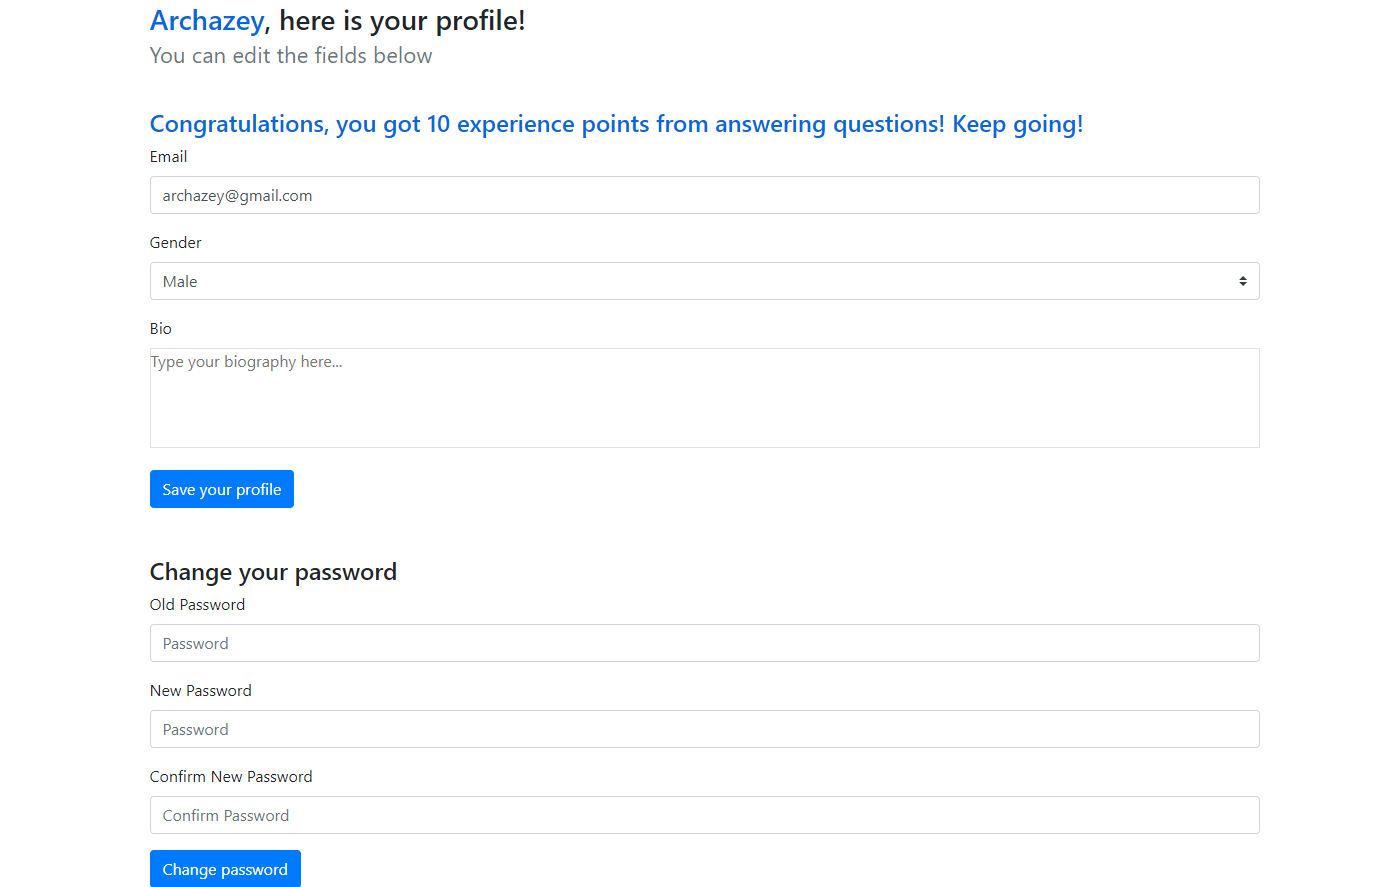 Archazey, here is your profile!
You can edit the fields below
Congratulations, you got 10 experience points from answering questions! Keep going!
Email
archazey@gmail.com
Gender
Male
Bio
Type your biography here...
Save your profile
Change your password
Old Password
Password
New Password
Password
Confirm New Password
Confirm Password
Change password